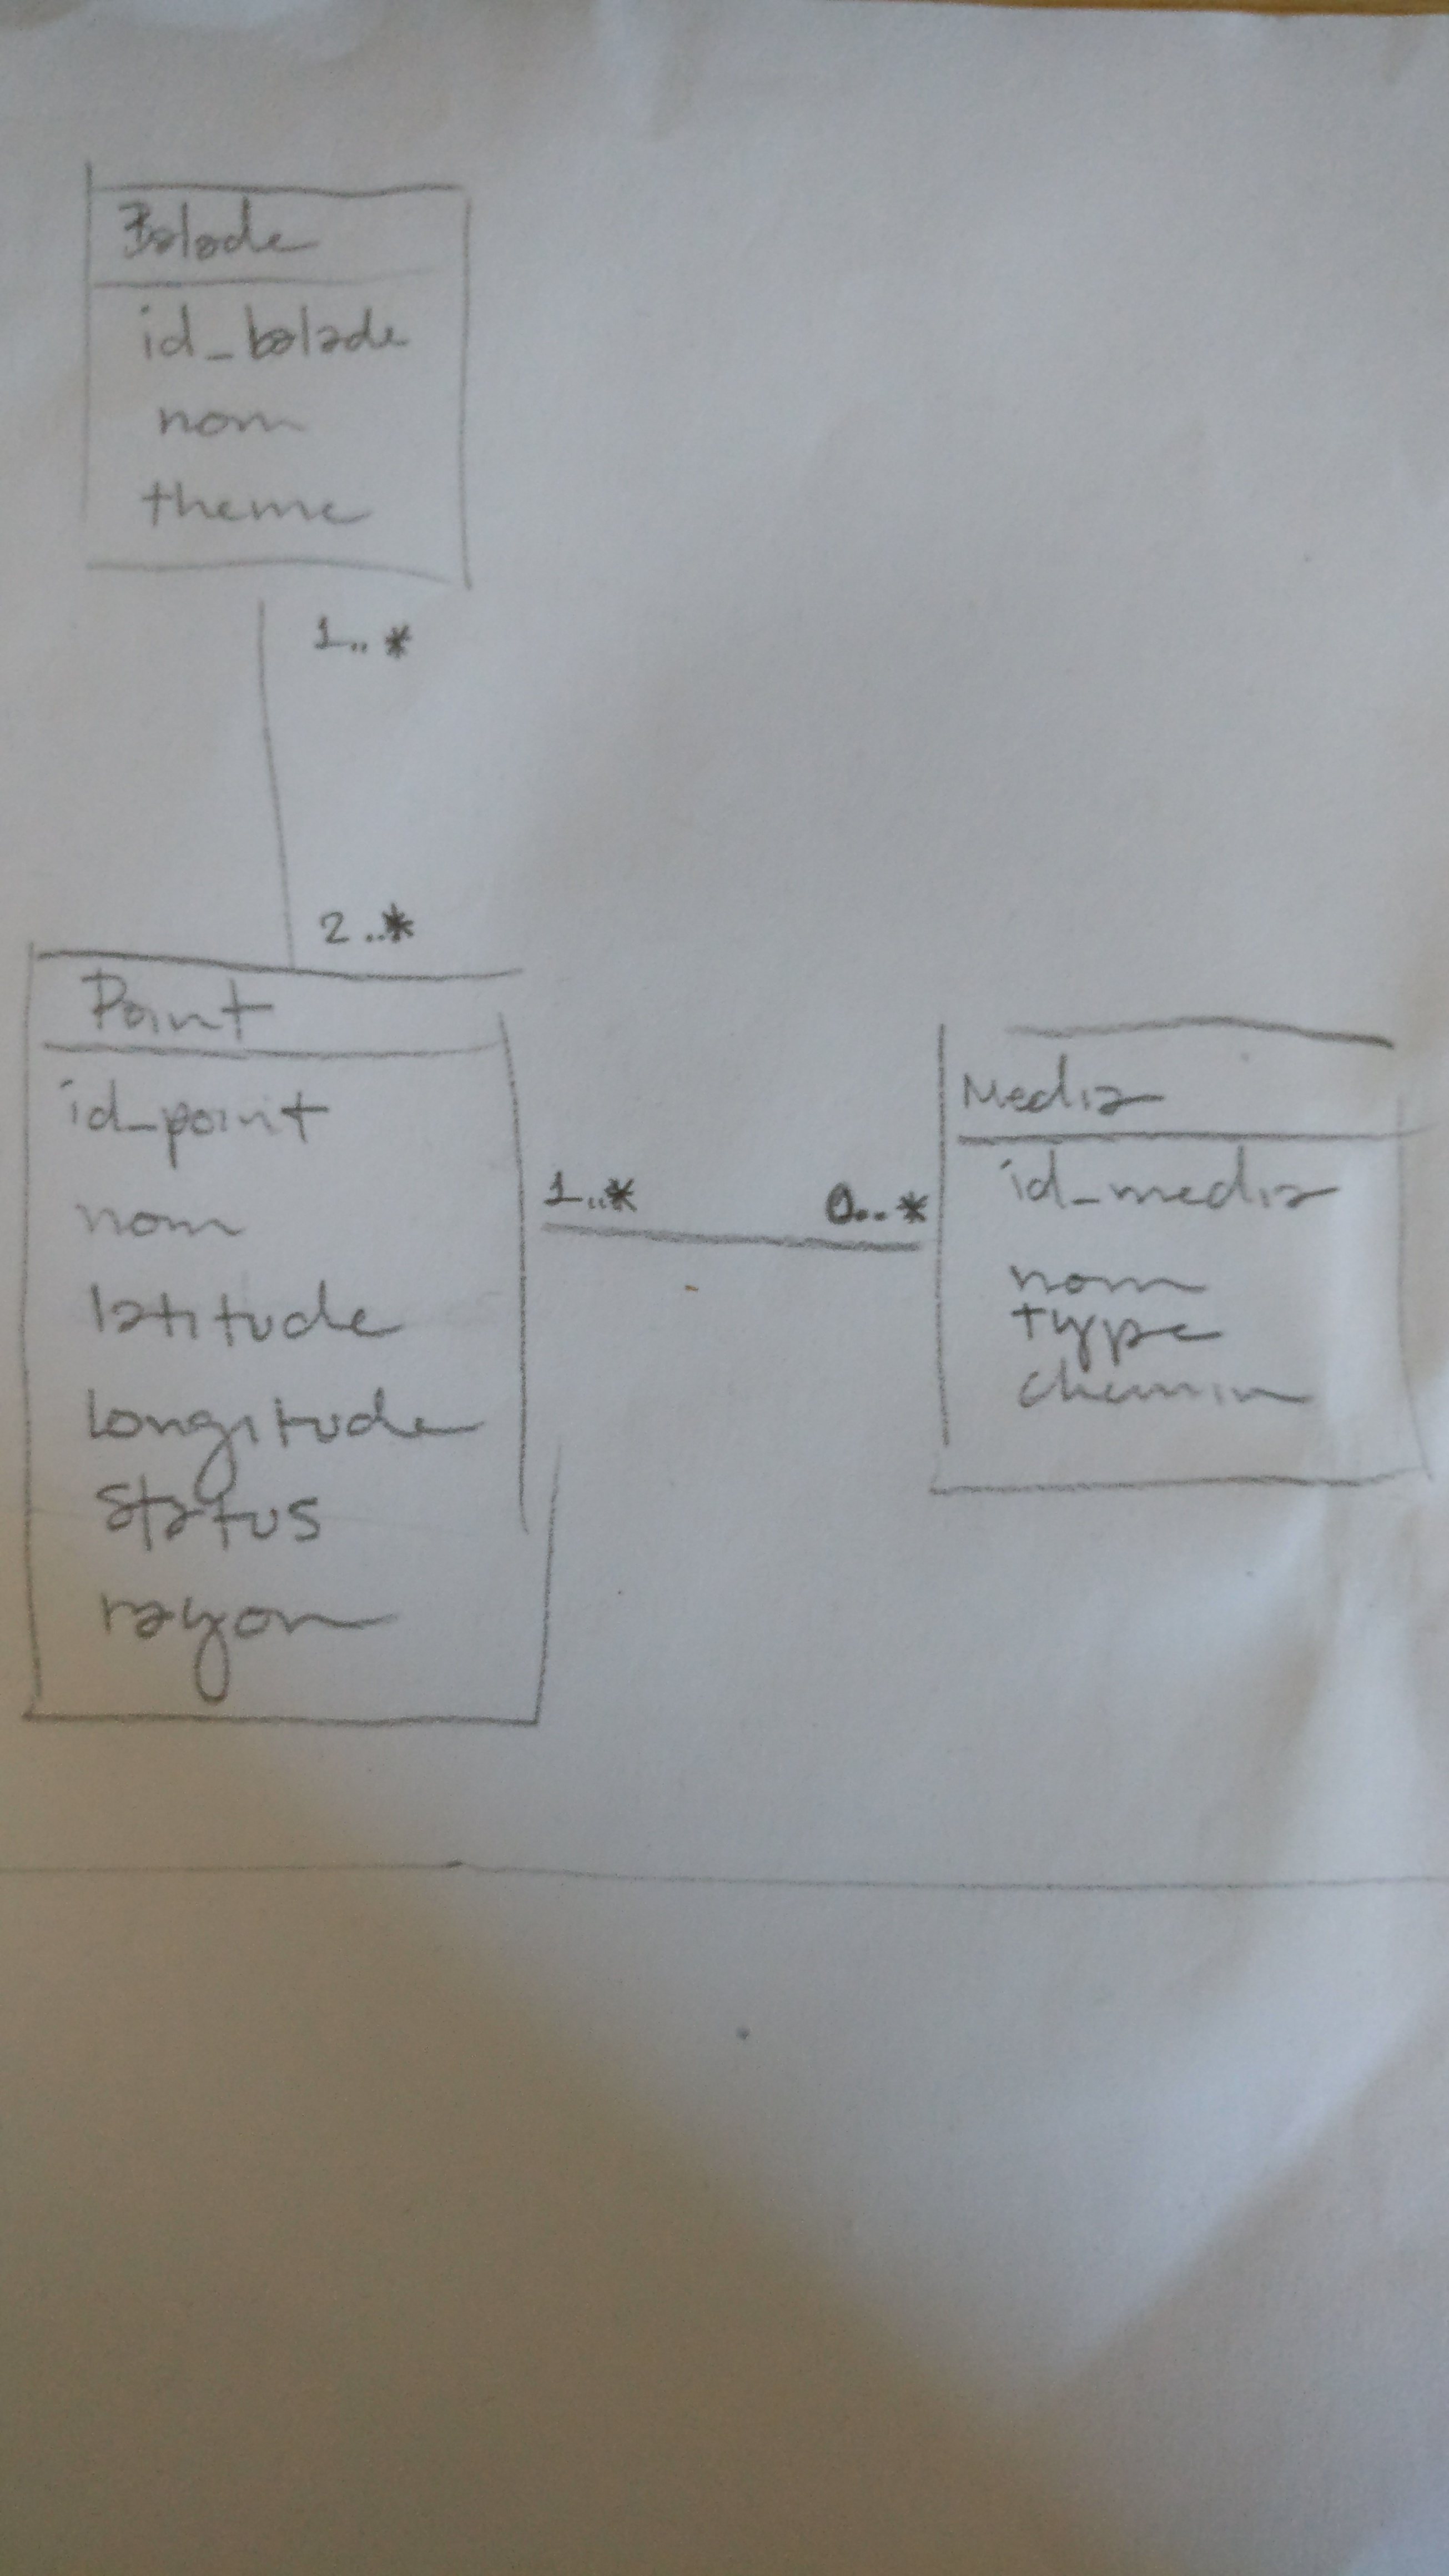 Balade
id_balade
nom
theme
1..*
2..*
Point
id_point
nom
latitude
longitude
status
rayon
1..*
0..*
Media
id_media
nom
type
chemin